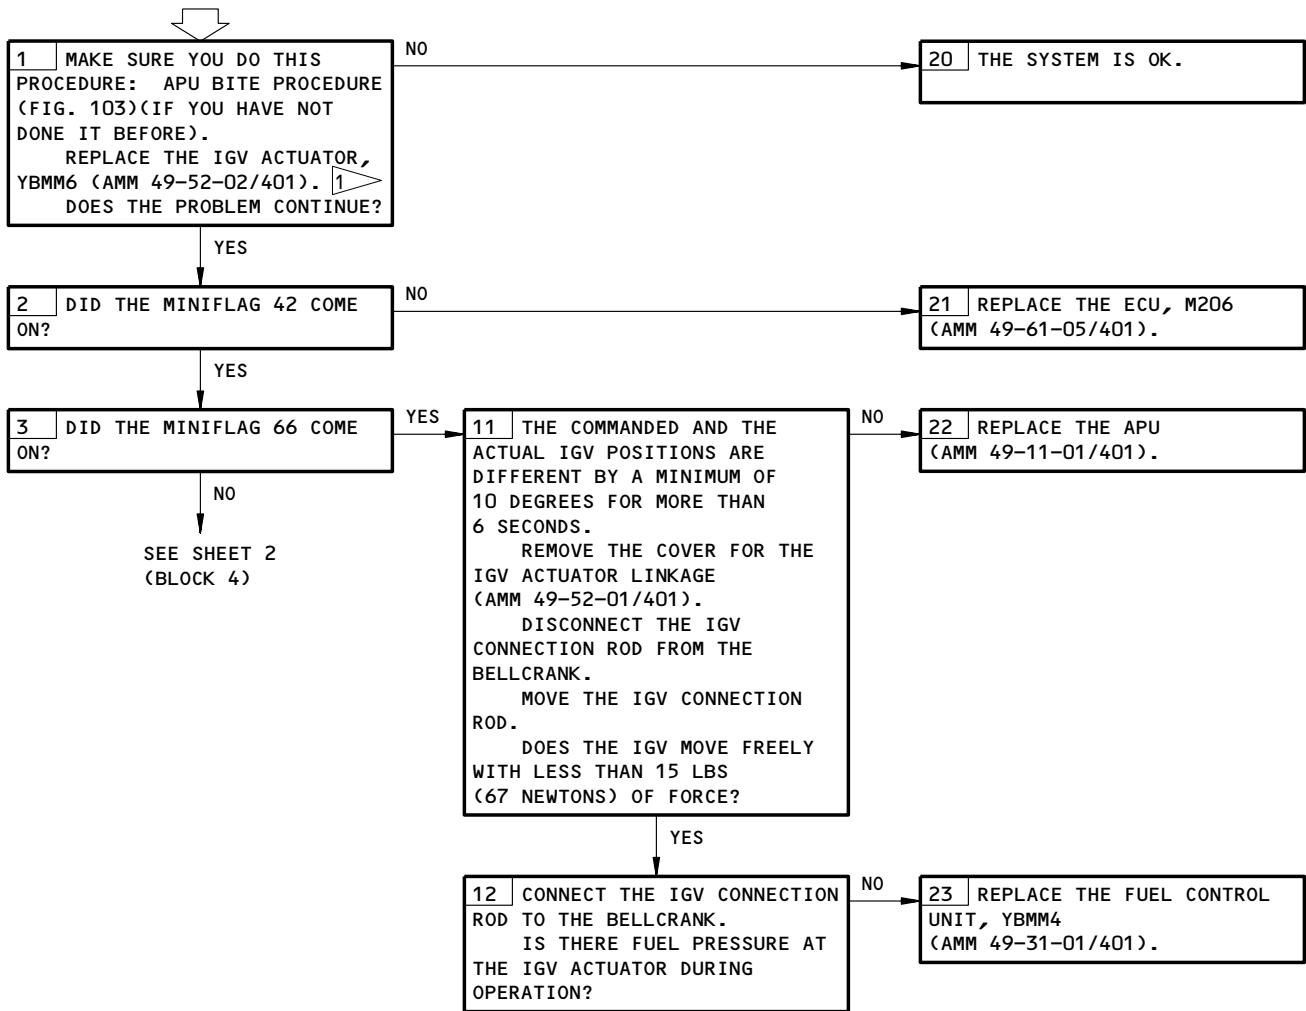 1 MAKE SURE YOU DO THIS
PROCEDURE: APU BITE PROCEDURE
(FIG. 103)(IF YOU HAVE NOT
DONE IT BEFORE).
REPLACE THE IGV ACTUATOR,
YBMM6 (AMM 49-52-02/401). 1
DOES THE PROBLEM CONTINUE?
NO
20 THE SYSTEM IS OK.
YES
2 DID THE MINIFLAG 42 COME
ON?
NO
21 REPLACE THE ECU, M206
(AMM 49-61-05/401).
YES
3 DID THE MINIFLAG 66 COME
ON?
YES
NO
SEE SHEET 2
(BLOCK 4)
11 THE COMMANDED AND THE
ACTUAL IGV POSITIONS ARE
DIFFERENT BY A MINIMUM OF
10 DEGREES FOR MORE THAN
6 SECONDS.
REMOVE THE COVER FOR THE
IGV ACTUATOR LINKAGE
(AMM 49-52-01/401).
DISCONNECT THE IGV
CONNECTION ROD FROM THE
BELLCRANK.
MOVE THE IGV CONNECTION
ROD.
DOES THE IGV MOVE FREELY
WITH LESS THAN 15 LBS
(67 NEWTONS) OF FORCE?
NO
22 REPLACE THE APU
(AMM 49-11-01/401).
YES
12 CONNECT THE IGV CONNECTION
ROD TO THE BELLCRANK.
IS THERE FUEL PRESSURE AT
THE IGV ACTUATOR DURING
OPERATION?
NO
23 REPLACE THE FUEL CONTROL
UNIT, YBMM4
(AMM 49-31-01/401).